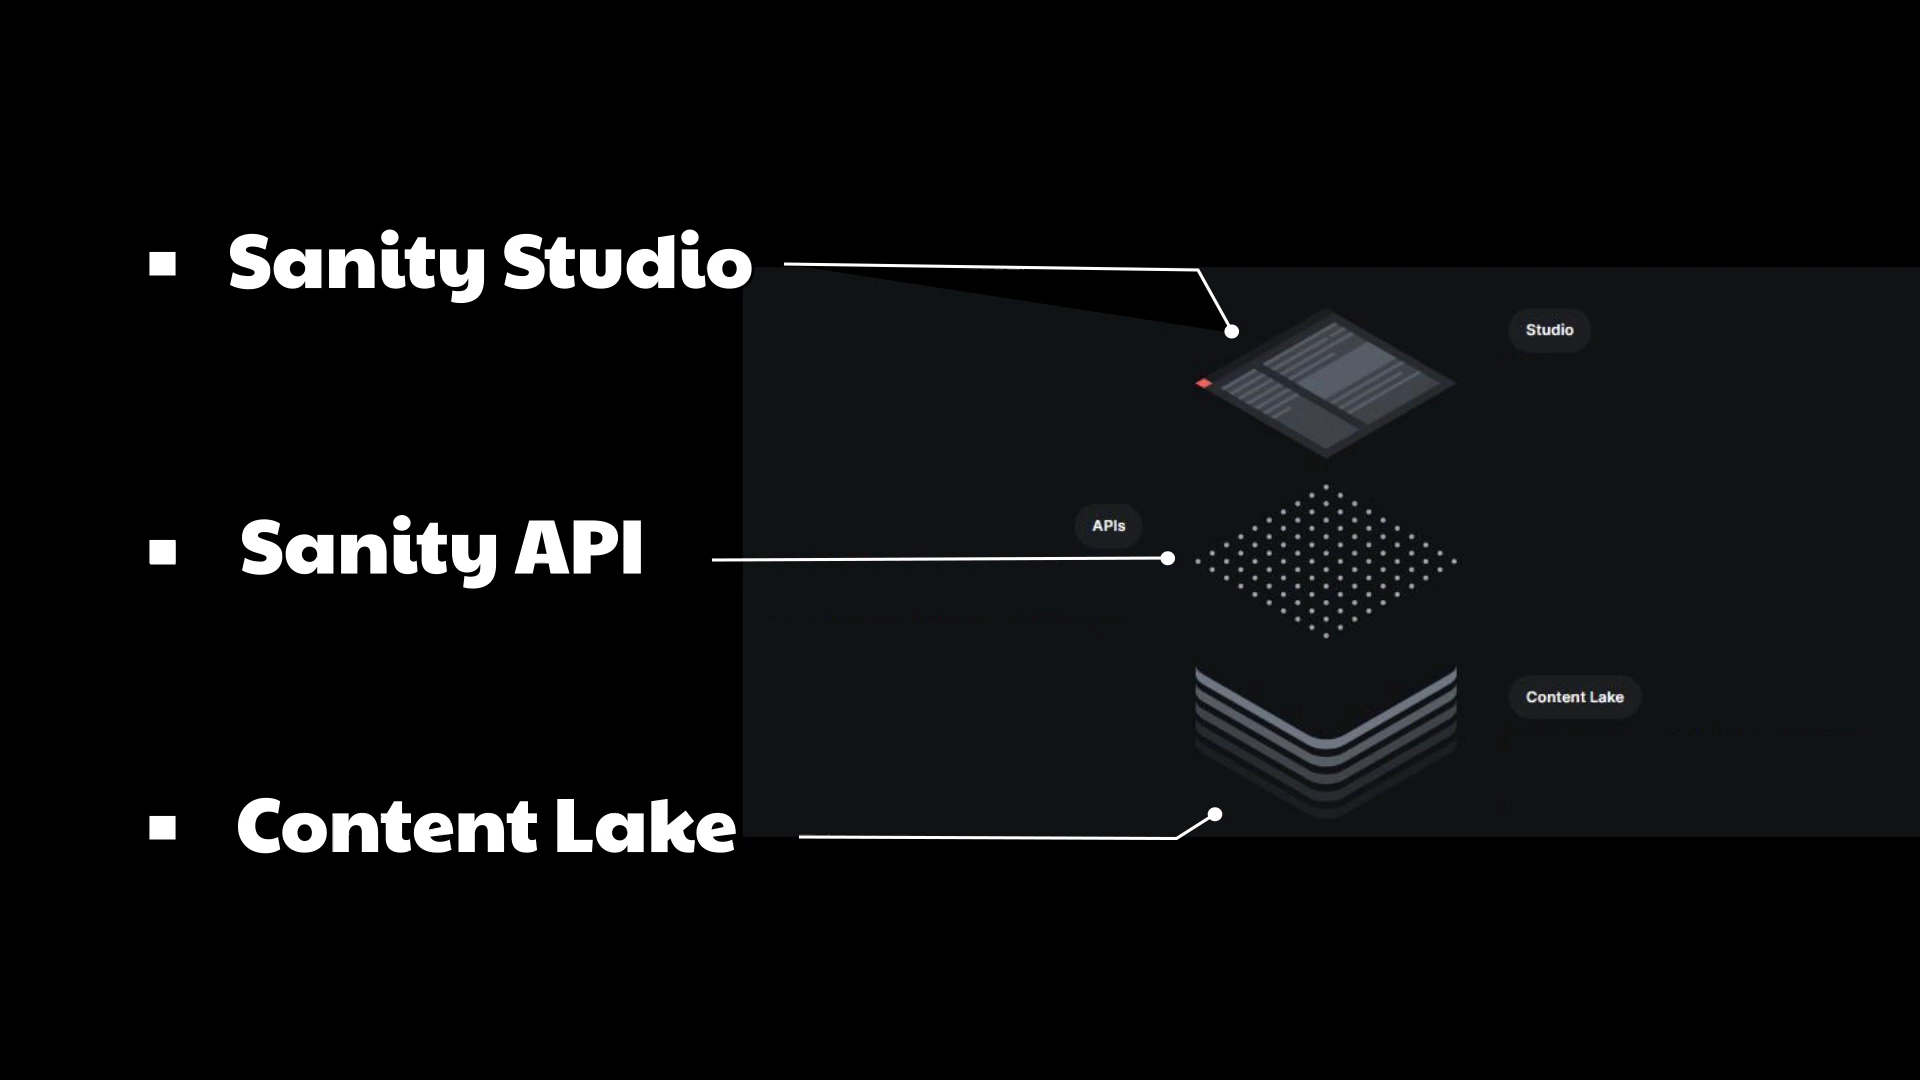 Sanity Studio
Studio
APIs
Sanity API
Content Lake
Content Lake